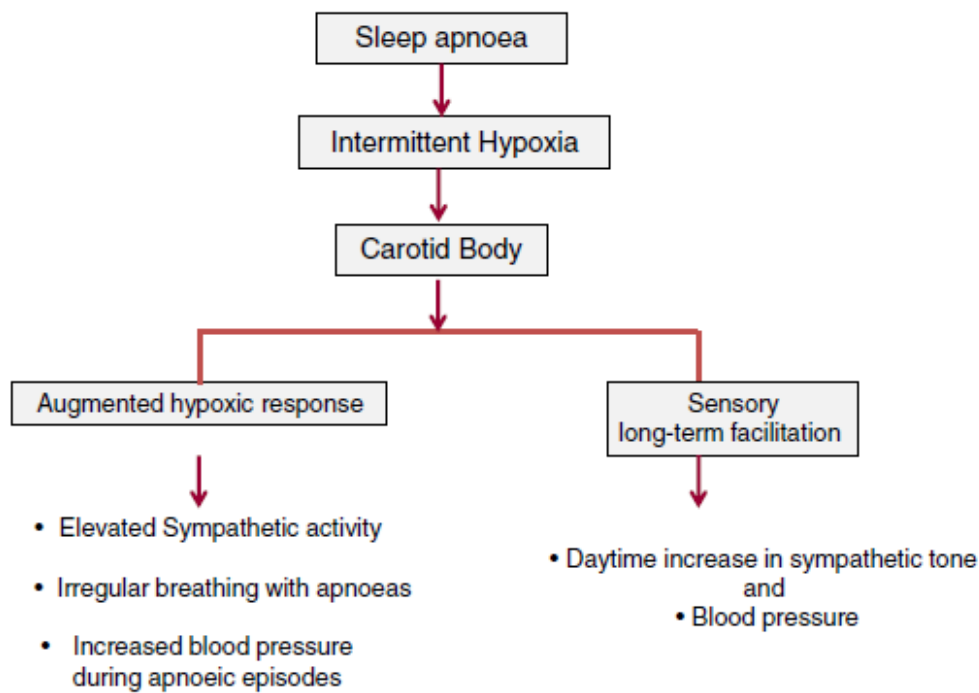 Sleep apnoea
Intermittent Hypoxia
Carotid Body
Augmented hypoxic response
Sensory
long-term facilitation
• Elevated Sympathetic activity
• Irregular breathing with apnoeas
• Increased blood pressure
during apnoeic episodes
• Daytime increase in sympathetic tone
and
• Blood pressure